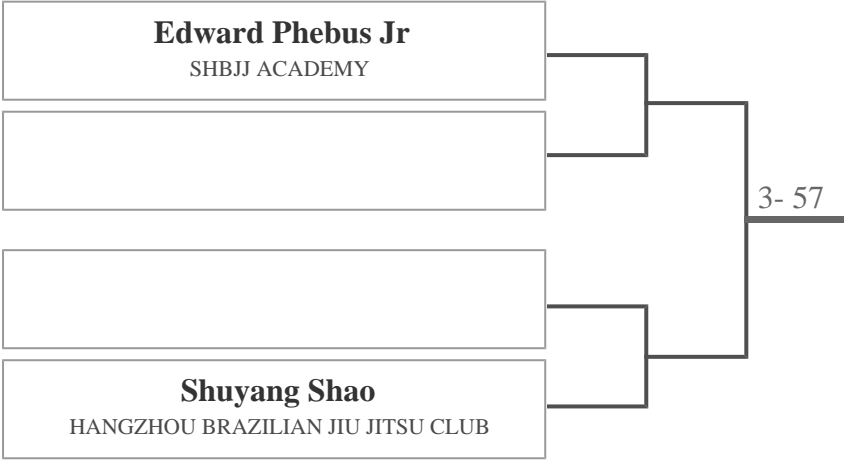 Edward Phebus Jr
SHBJJ ACADEMY
3- 57
Shuyang Shao
HANGZHOU BRAZILIAN JIU JITSU CLUB